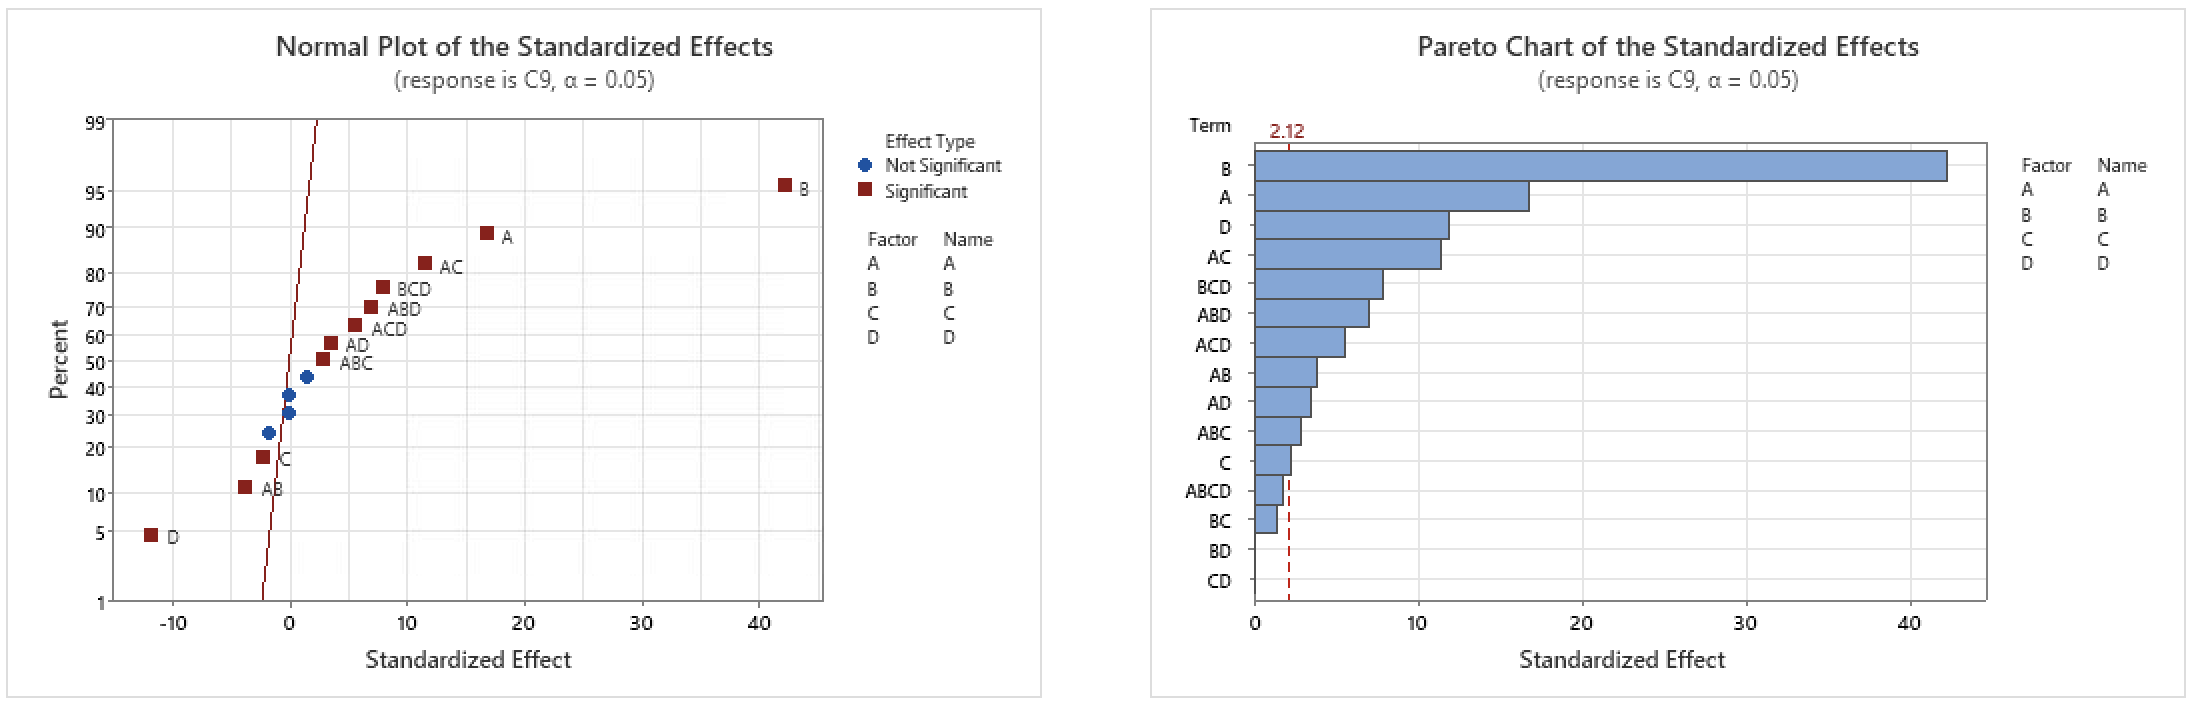 Normal Plot of the Standardized Effects
(response is C9, α = 0.05)
99
95
90
80
70
60
50
40
30
20
10
5
1
Percent
B
A
AC
BCD
ABD
ACD
AD
ABC
C
AB
D
-10 0 10 20 30 40
Standardized Effect
Effect Type
Not Significant
Significant
Factor Name
A A
B B
C C
D D
Pareto Chart of the Standardized Effects
(response is C9, α = 0.05)
Term
2.12
B
A
D
AC
BCD
ABD
ACD
AB
AD
ABC
C
ABCD
BC
BD
CD
0 10 20 30 40
Standardized Effect
Factor Name
A A
B B
C C
D D